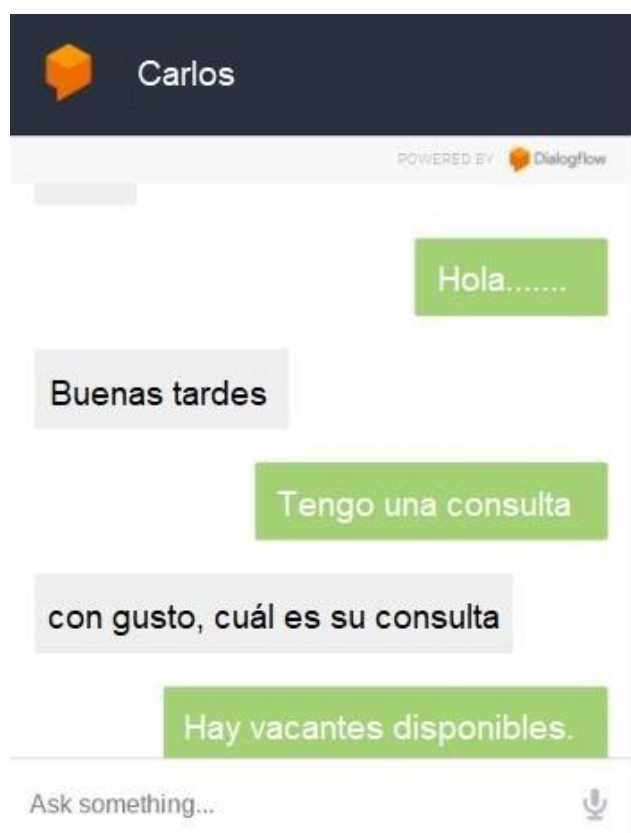 Carlos
POWERED BY Dialogflow
Hola.......
Buenas tardes
Tengo una consulta
con gusto, cuál es su consulta
Hay vacantes disponibles.
Ask something...